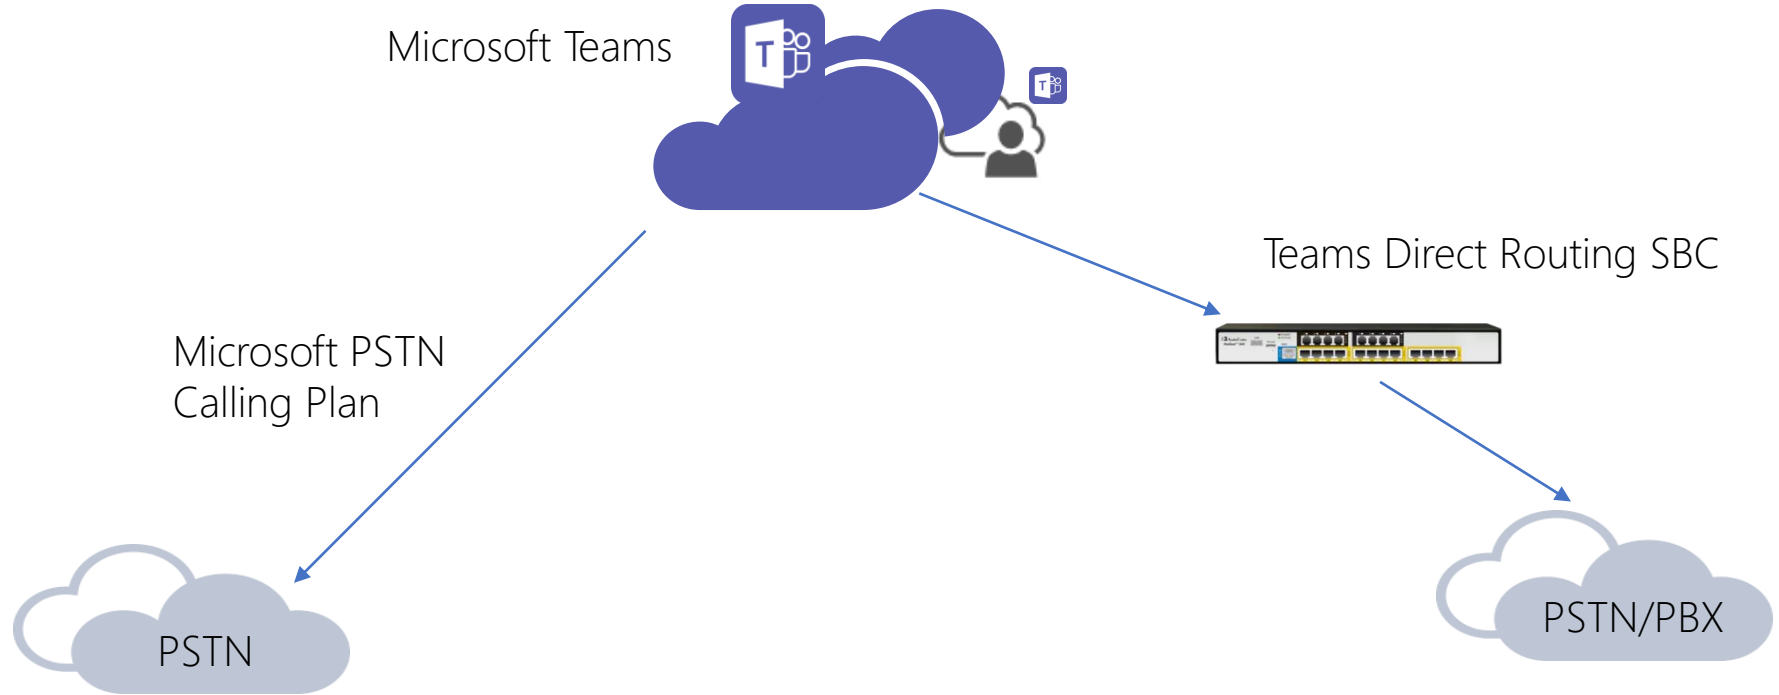 Microsoft Teams
T
T
Teams Direct Routing SBC
Microsoft PSTN
Calling Plan
PSTN/PBX
PSTN